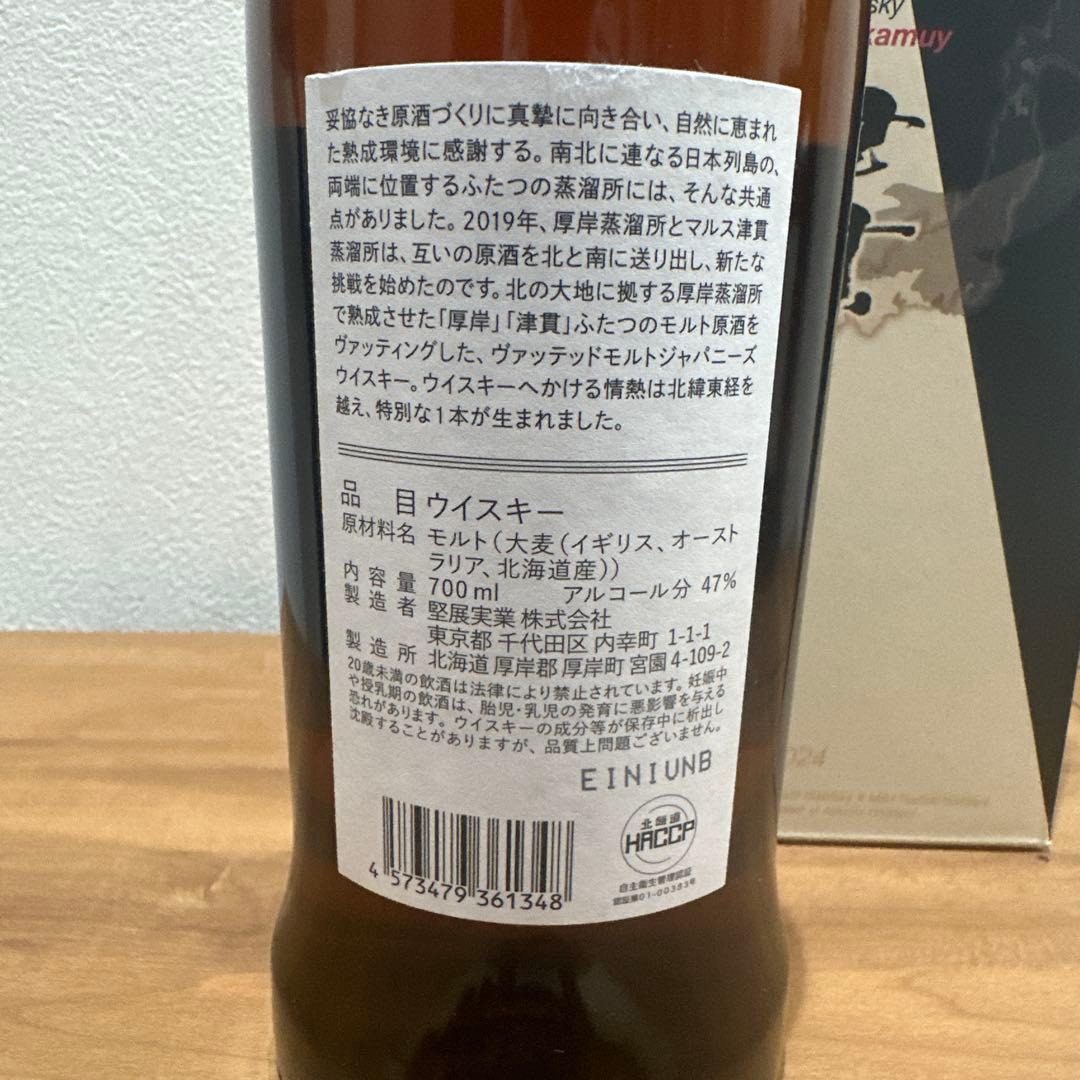 sky
kamuy
妥協なき原酒づくりに真摯に向き合い、自然に恵まれ
た熟成環境に感謝する。南北に連なる日本列島の、
両端に位置するふたつの蒸溜所には、そんな共通
点がありました。2019年、厚岸蒸溜所とマルス津貫
蒸溜所は、互いの原酒を北と南に送り出し、新たな
挑戦を始めたのです。北の大地に拠する厚岸蒸溜所
で熟成させた「厚岸」「津貫」ふたつのモルト原酒を
ヴァッティングした、ヴァッテッドモルトジャパニーズ
ウイスキー。ウイスキーへかける情熱は北緯東経を
越え、特別な1本が生まれました。
品 目 ウイスキー
原材料名 モルト（大麦（イギリス、オースト
ラリア、北海道産））
内容量 700ml アルコール分 47%
製造者 堅展実業 株式会社
東京都 千代田区 内幸町 1-1-1
製造所 北海道 厚岸郡 厚岸町 宮園 4-109-2
20歳未満の飲酒は法律により禁止されています。妊娠中
や授乳期の飲酒は、胎児・乳児の発育に悪影響を与える
恐れがあります。ウイスキーの成分等が保存中に析出し
沈殿することがありますが、品質上問題ございません。
EINIUNB
北海道
HACCP
自主衛生管理認証
認証第01-00383号
4 573479 361348
024